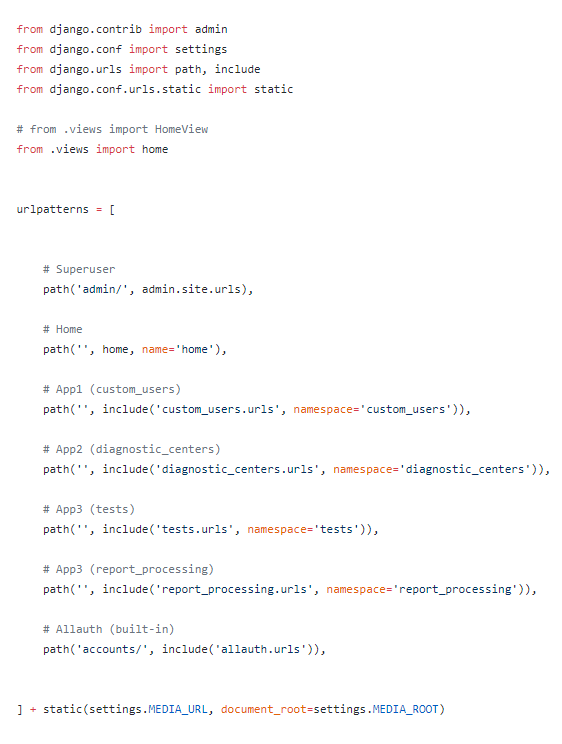 from django.contrib import admin
from django.conf import settings
from django.urls import path, include
from django.conf.urls.static import static
# from .views import HomeView
from .views import home
urlpatterns = [
# Superuser
path('admin/', admin.site.urls),
# Home
path('', home, name='home'),
# App1 (custom_users)
path('', include('custom_users.urls', namespace='custom_users')),
# App2 (diagnostic_centers)
path('', include('diagnostic_centers.urls', namespace='diagnostic_centers')),
# App3 (tests)
path('', include('tests.urls', namespace='tests')),
# App3 (report_processing)
path('', include('report_processing.urls', namespace='report_processing')),
# Allauth (built-in)
path('accounts/', include('allauth.urls')),
] + static(settings.MEDIA_URL, document_root=settings.MEDIA_ROOT)